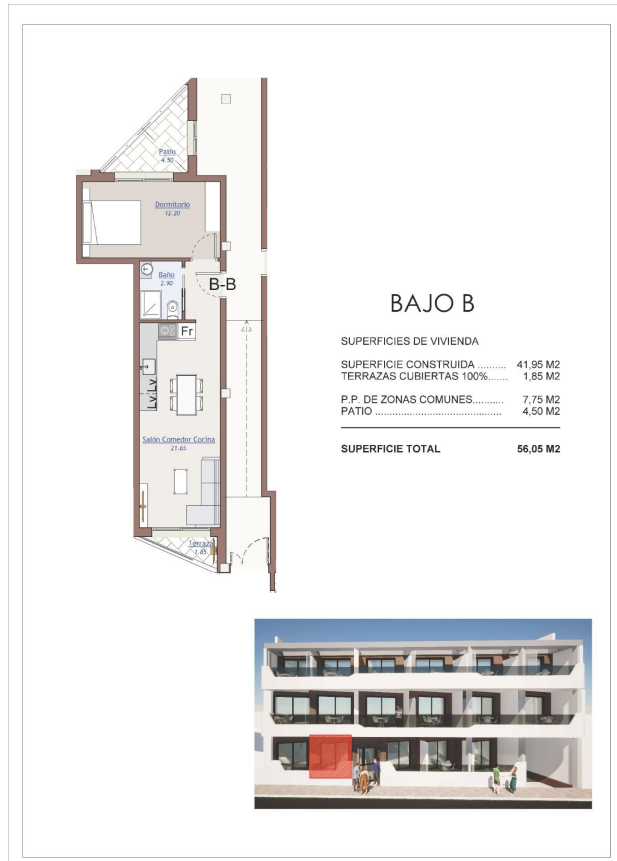 Patio
4.50
Dormitorio
12.20
Baño
2.90
B-B
Fr
Lv
Lv
Salón Comedor Cocina
21.65
Terraza
1.85
BAJO B
SUPERFICIES DE VIVIENDA
SUPERFICIE CONSTRUIDA .......... 41,95 M2
TERRAZAS CUBIERTAS 100%....... 1,85 M2
P.P. DE ZONAS COMUNES........... 7,75 M2
PATIO ............................................. 4,50 M2
SUPERFICIE TOTAL 56,05 M2